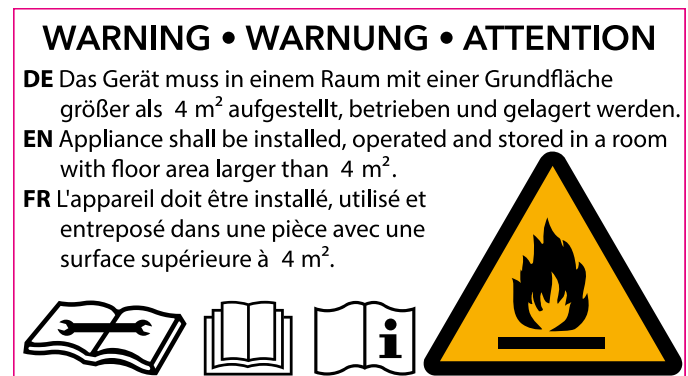 WARNING • WARNUNG • ATTENTION
DE Das Gerät muss in einem Raum mit einer Grundfläche
größer als 4 m² aufgestellt, betrieben und gelagert werden.
EN Appliance shall be installed, operated and stored in a room
with floor area larger than 4 m².
FR L'appareil doit être installé, utilisé et
entreposé dans une pièce avec une
surface supérieure à 4 m².
i